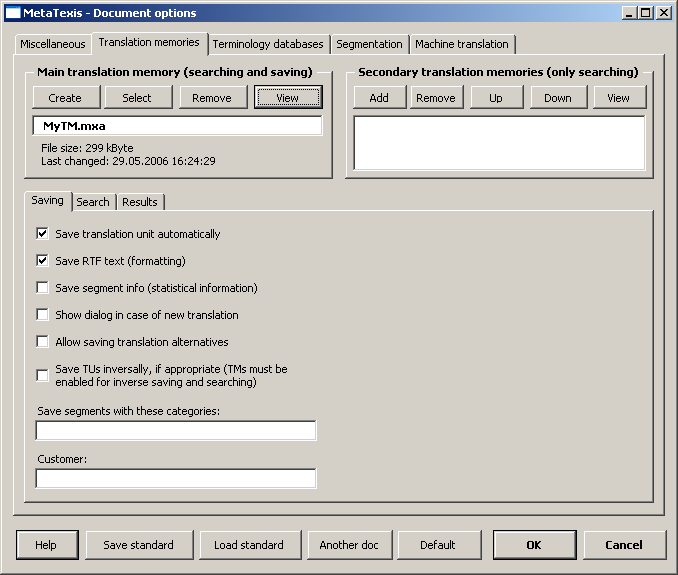 MetaTexis - Document options
Miscellaneous Translation memories Terminology databases Segmentation Machine translation
Main translation memory (searching and saving)
Create Select Remove View
MyTM.mxa
File size: 299 kByte
Last changed: 29.05.2006 16:24:29
Secondary translation memories (only searching)
Add Remove Up Down View
Saving Search Results
Save translation unit automatically
Save RTF text (formatting)
Save segment info (statistical information)
Show dialog in case of new translation
Allow saving translation alternatives
Save TUs inversally, if appropriate (TMs must be
enabled for inverse saving and searching)
Save segments with these categories:
Customer:
Help Save standard Load standard Another doc Default OK Cancel